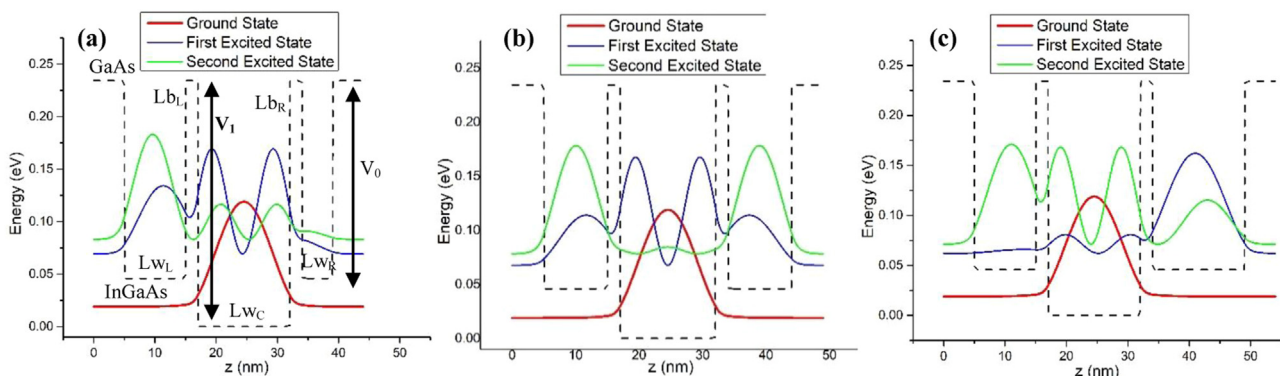 (a)
Ground State
First Excited State
Second Excited State
GaAs
Lb_L
Lb_R
V_1
V_0
Lw_L
Lw_R
InGaAs
Lw_C
Energy (eV)
0.25
0.20
0.15
0.10
0.05
0.00
0 10 20 30 40 50
z (nm)
(b)
Ground State
First Excited State
Second Excited State
Energy (eV)
0.25
0.20
0.15
0.10
0.05
0.00
0 10 20 30 40 50
z (nm)
(c)
Ground State
First Excited State
Second Excited State
Energy (eV)
0.25
0.20
0.15
0.10
0.05
0.00
0 10 20 30 40 50
z (nm)